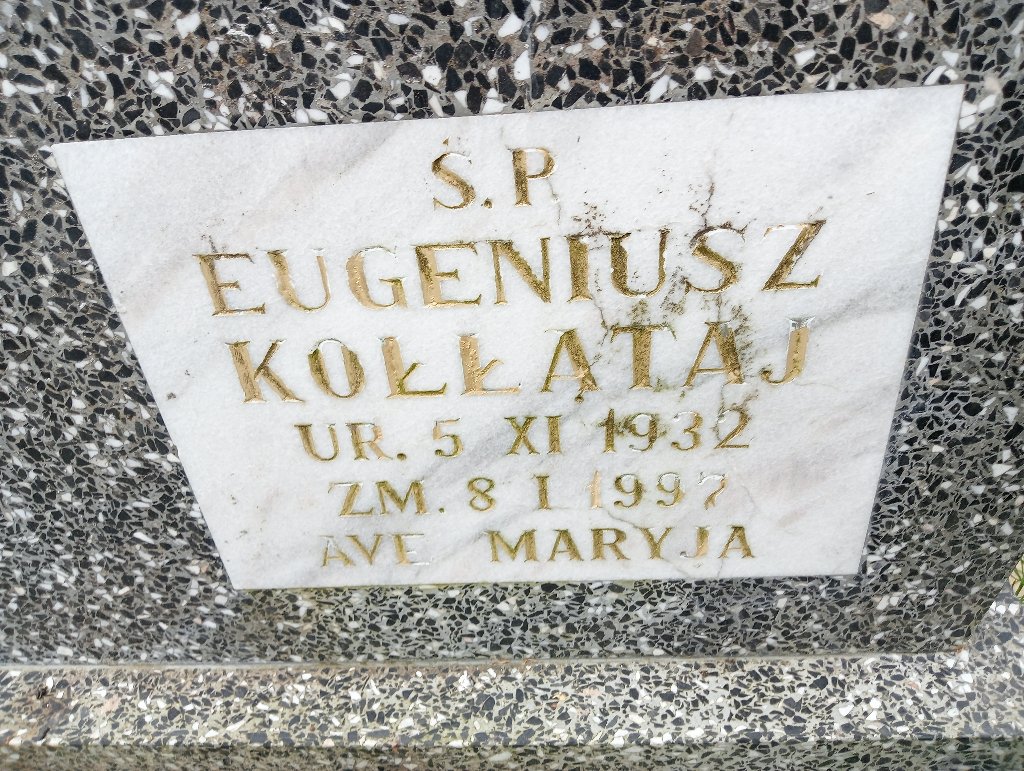 Ś.P
EUGENIUSZ
KOŁŁĄTAJ
UR. 5 XI 1932
ZM. 8 I 1997
AVE MARYJA